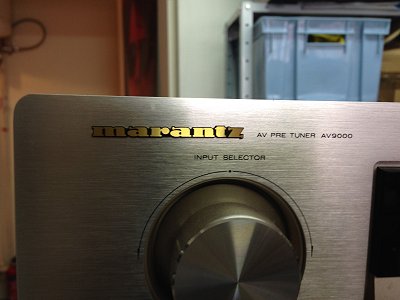 marantz AV PRE TUNER AV9000
INPUT SELECTOR